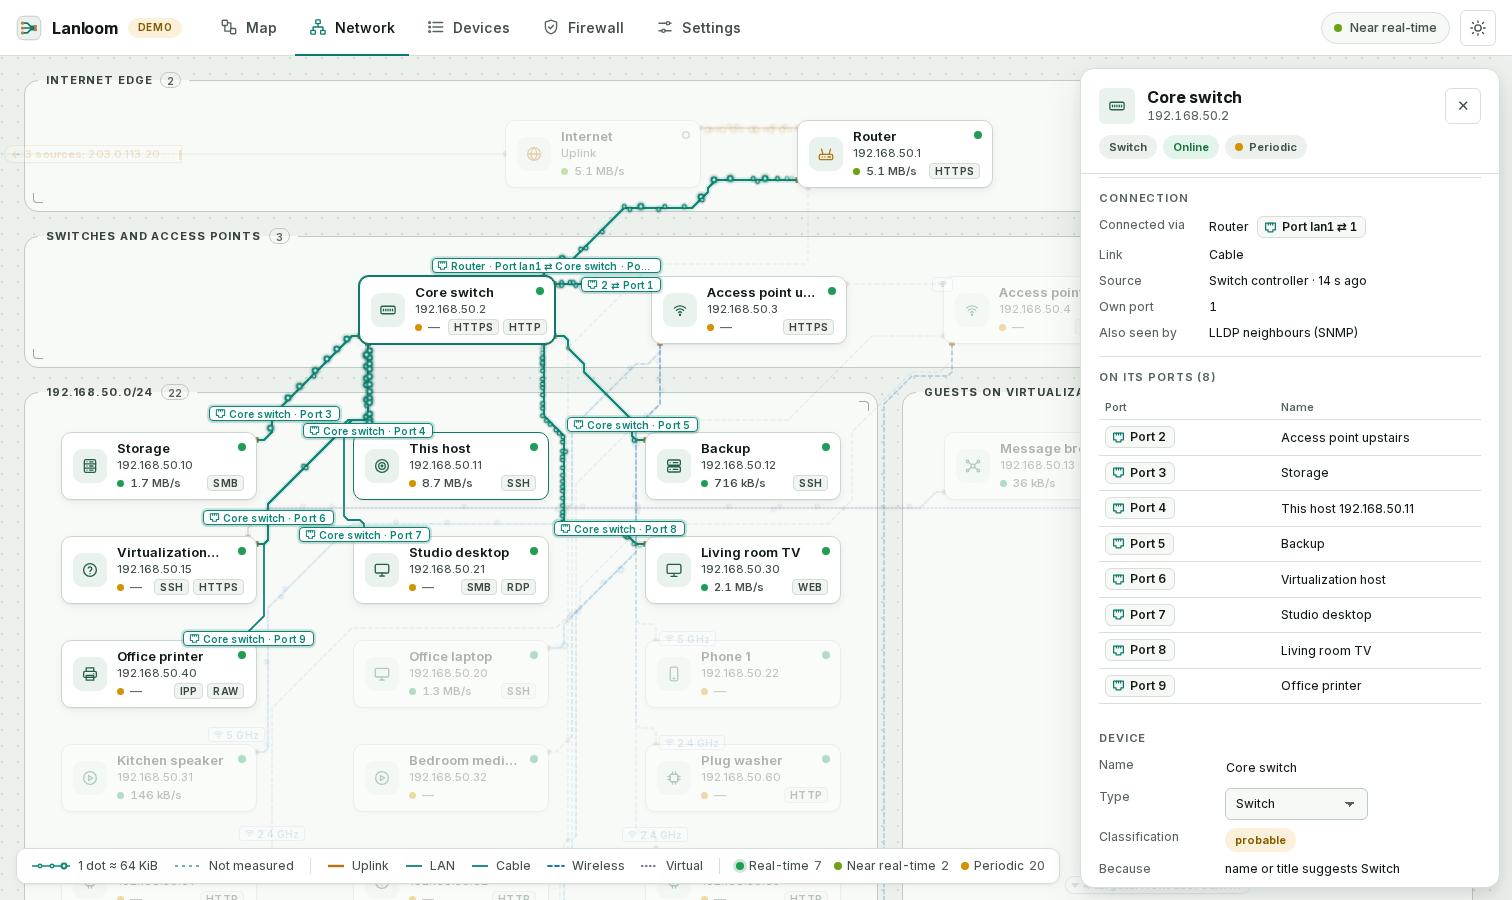 Lanloom DEMO Map Network Devices Firewall Settings Near real-time
INTERNET EDGE 2
Internet
Uplink
5.1 MB/s
Router
192.168.50.1
5.1 MB/s HTTPS
SWITCHES AND ACCESS POINTS 3
Router · Port lan1 ⇄ Core switch · Po...
2 ⇄ Port 1
Core switch
192.168.50.2
— HTTPS HTTP
Access point u...
192.168.50.3
— HTTPS
Access point
192.168.50.4
—
192.168.50.0/24 22
Core switch · Port 3
Core switch · Port 4
Core switch · Port 5
Storage
192.168.50.10
1.7 MB/s SMB
This host
192.168.50.11
8.7 MB/s SSH
Backup
192.168.50.12
716 kB/s SSH
Core switch · Port 6
Core switch · Port 7
Core switch · Port 8
Virtualization...
192.168.50.15
— SSH HTTPS
Studio desktop
192.168.50.21
— SMB RDP
Living room TV
192.168.50.30
2.1 MB/s WEB
Core switch · Port 9
5 GHz
Office printer
192.168.50.40
— IPP RAW
Office laptop
192.168.50.20
1.3 MB/s SSH
Phone 1
192.168.50.22
—
5 GHz
2.4 GHz
Kitchen speaker
192.168.50.31
146 kB/s
Bedroom medi...
192.168.50.32
—
Plug washer
192.168.50.60
— HTTP
2.4 GHz
2.4 GHz
GUESTS ON VIRTUALIZA
Message bro
192.168.50.13
36 kB/s
1 dot ≈ 64 KiB Not measured Uplink LAN Cable Wireless Virtual Real-time 7 Near real-time 2 Periodic 20
Core switch
192.168.50.2
Switch Online Periodic
CONNECTION
Connected via Router Port lan1 ⇄ 1
Link Cable
Source Switch controller · 14 s ago
Own port 1
Also seen by LLDP neighbours (SNMP)
ON ITS PORTS (8)
Port Name
Port 2 Access point upstairs
Port 3 Storage
Port 4 This host 192.168.50.11
Port 5 Backup
Port 6 Virtualization host
Port 7 Studio desktop
Port 8 Living room TV
Port 9 Office printer
DEVICE
Name Core switch
Type Switch
Classification probable
Because name or title suggests Switch